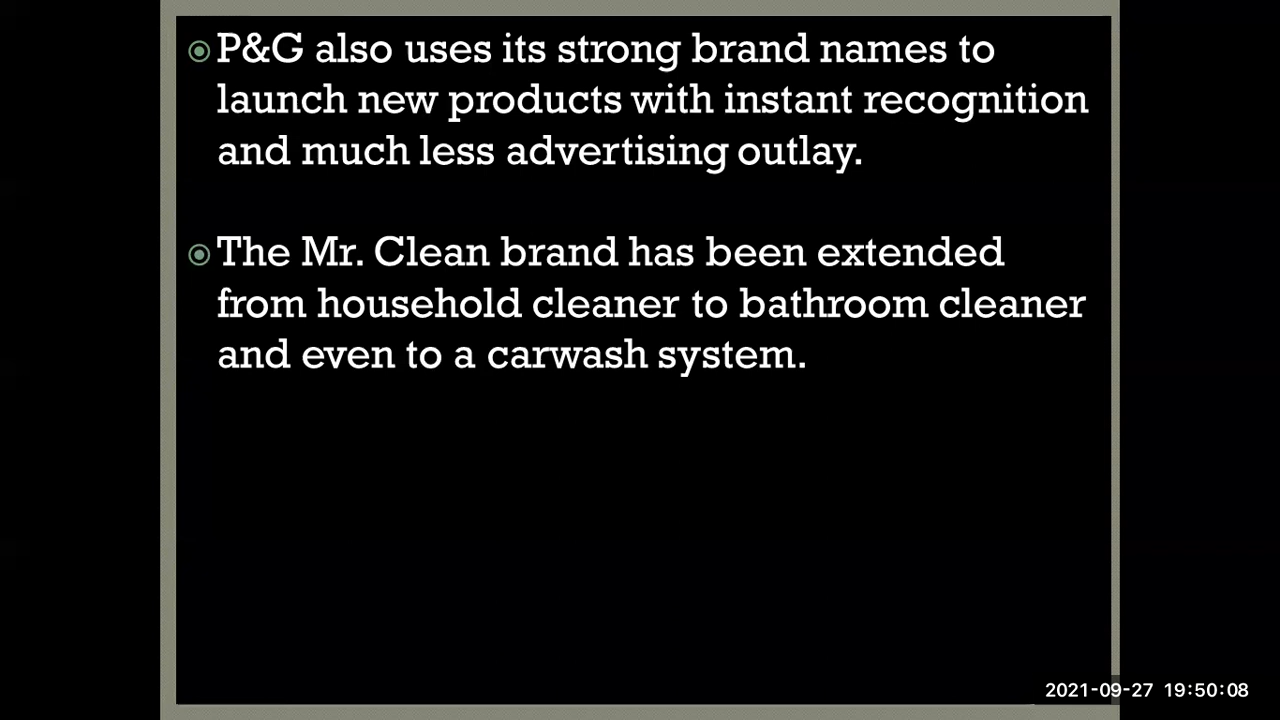 P&G also uses its strong brand names to
launch new products with instant recognition
and much less advertising outlay.
The Mr. Clean brand has been extended
from household cleaner to bathroom cleaner
and even to a carwash system.
2021-09-27 19:50:08